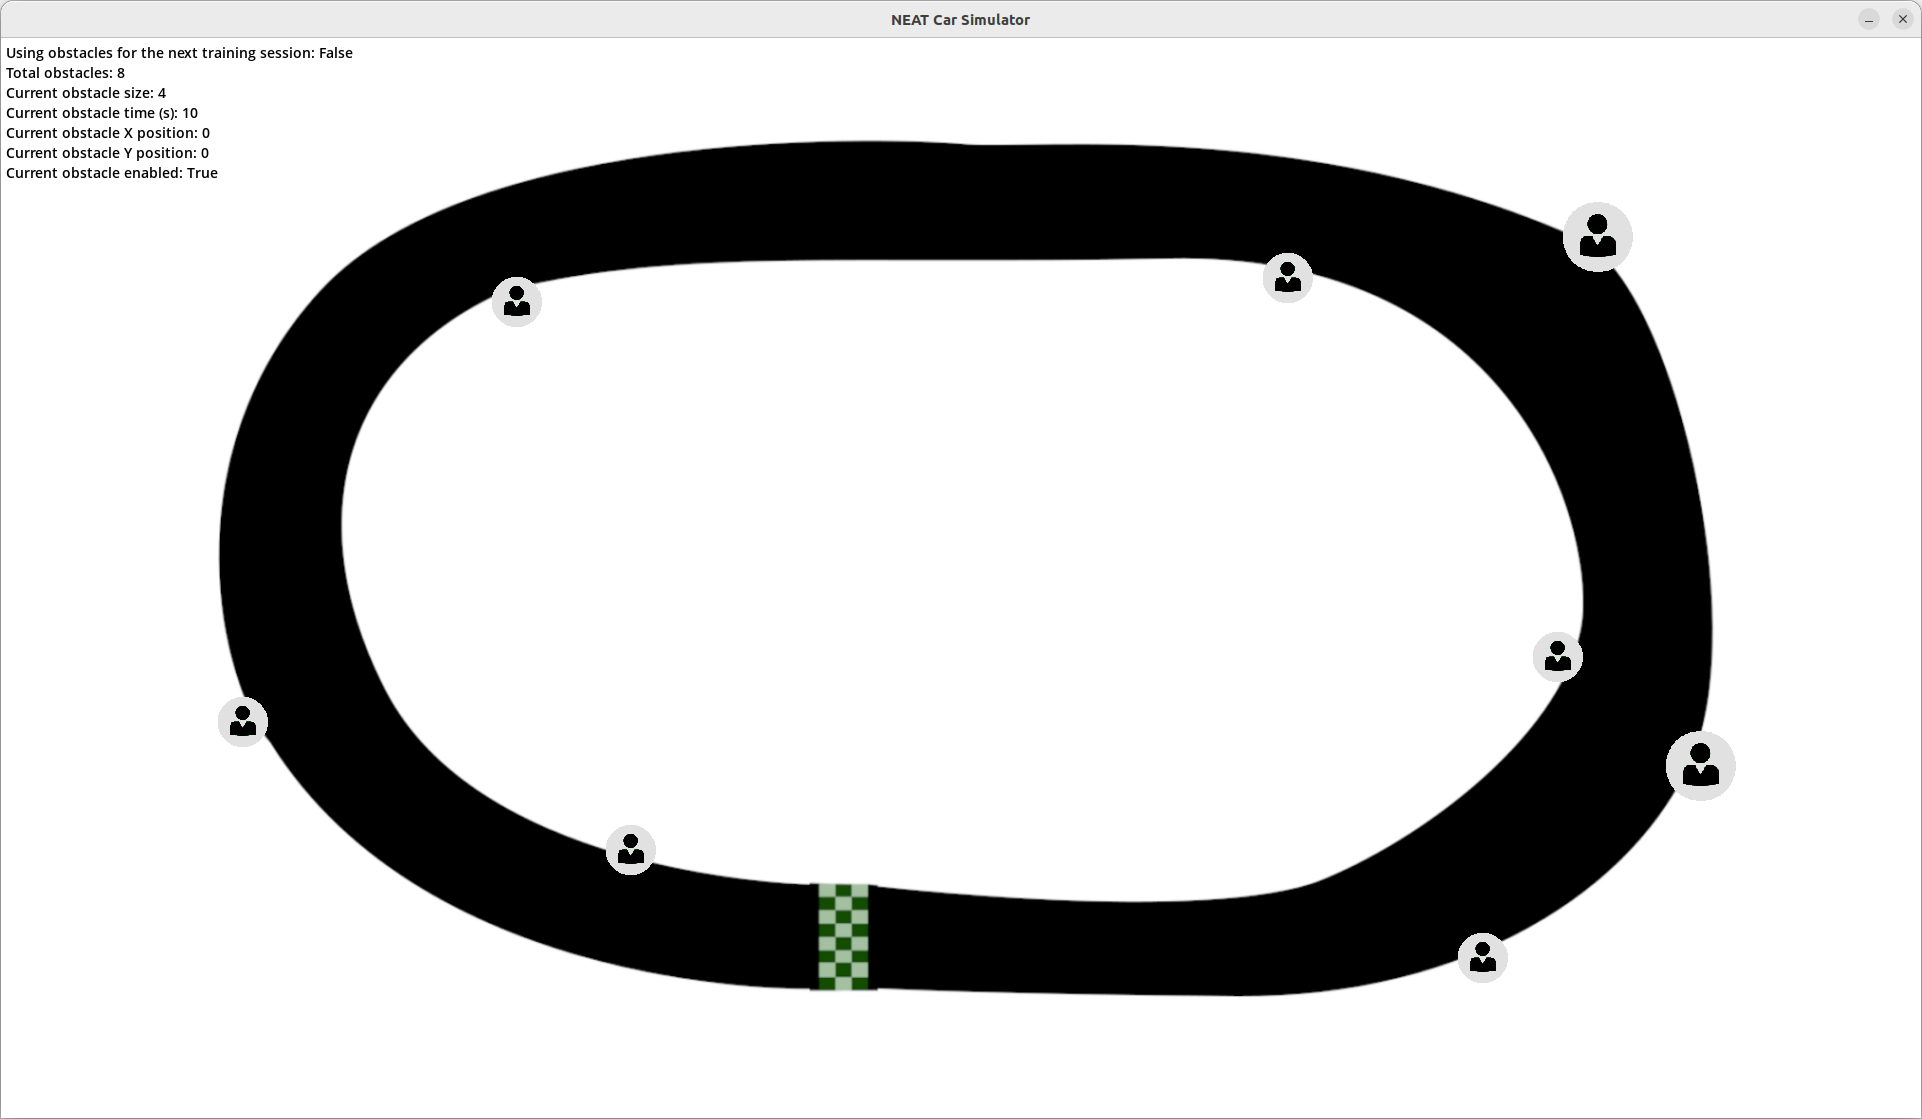 NEAT Car Simulator
Using obstacles for the next training session: False
Total obstacles: 8
Current obstacle size: 4
Current obstacle time (s): 10
Current obstacle X position: 0
Current obstacle Y position: 0
Current obstacle enabled: True